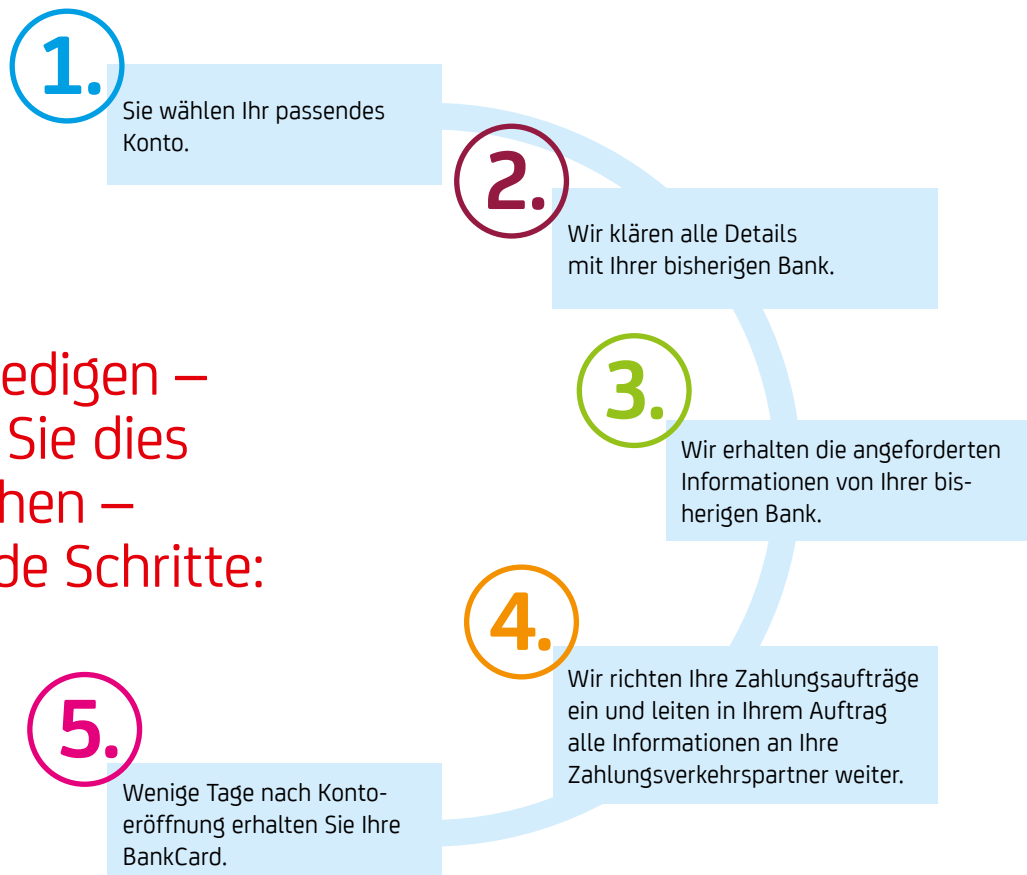 1.
Sie wählen Ihr passendes
Konto.
2.
Wir klären alle Details
mit Ihrer bisherigen Bank.
3.
Wir erhalten die angeforderten
Informationen von Ihrer bis-
herigen Bank.
edigen –
Sie dies
hen –
de Schritte:
4.
Wir richten Ihre Zahlungsaufträge
ein und leiten in Ihrem Auftrag
alle Informationen an Ihre
Zahlungsverkehrspartner weiter.
5.
Wenige Tage nach Konto-
eröffnung erhalten Sie Ihre
BankCard.